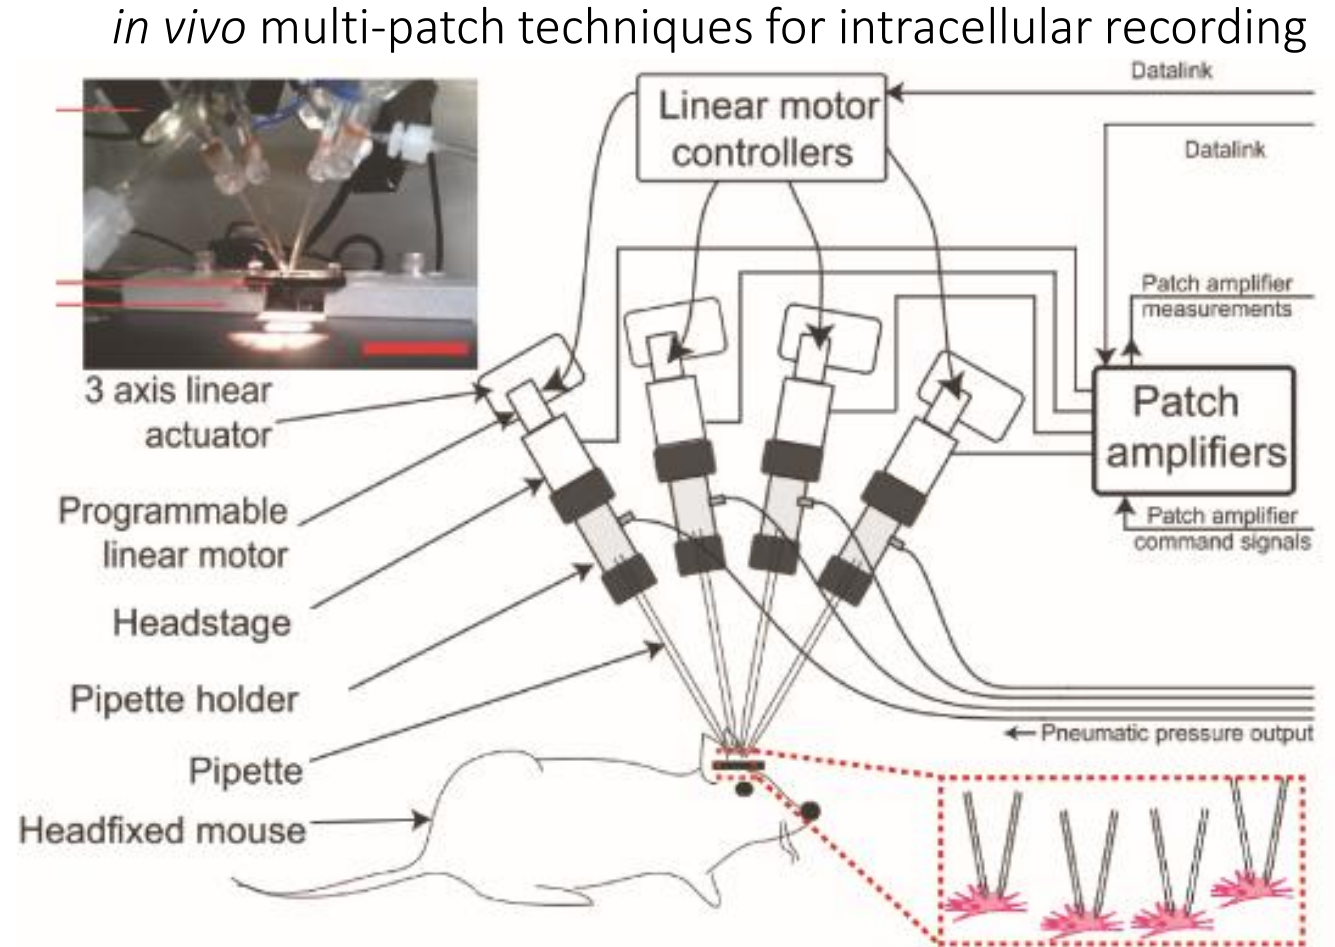 in vivo multi-patch techniques for intracellular recording
Datalink
Linear motor
controllers
Datalink
Patch amplifier
measurements
3 axis linear
actuator
Patch
amplifiers
Programmable
linear motor
Patch amplifier
command signals
Headstage
Pipette holder
Pneumatic pressure output
Pipette
Headfixed mouse